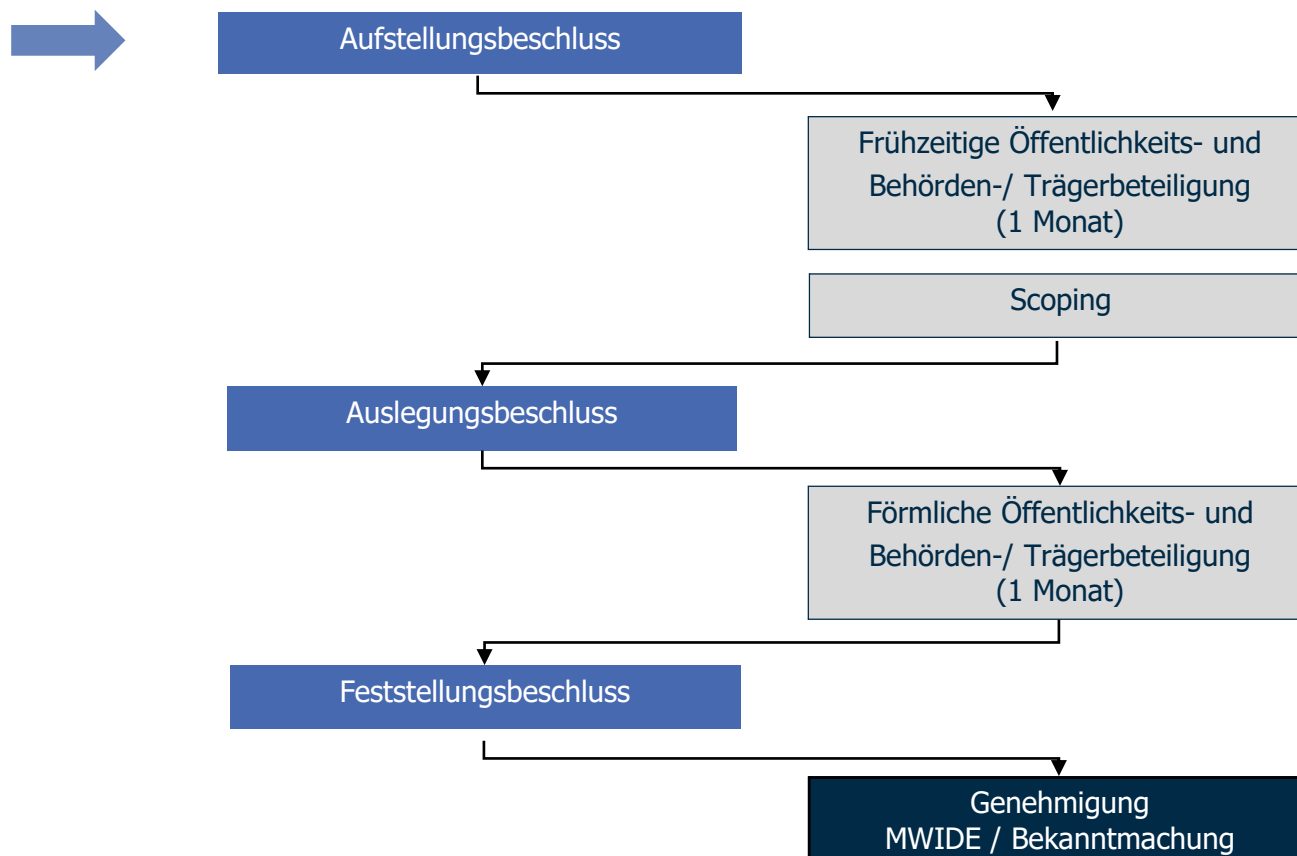 Aufstellungsbeschluss
Frühzeitige Öffentlichkeits- und
Behörden-/ Trägerbeteiligung
(1 Monat)
Scoping
Auslegungsbeschluss
Förmliche Öffentlichkeits- und
Behörden-/ Trägerbeteiligung
(1 Monat)
Feststellungsbeschluss
Genehmigung
MWIDE / Bekanntmachung